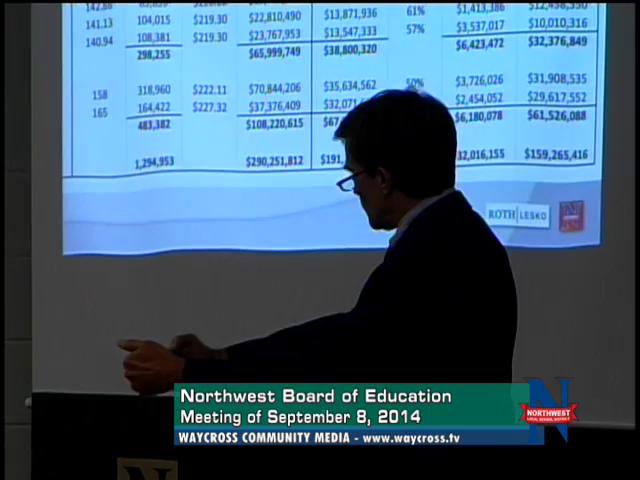 141.13 104,015 $219.30 $22,810,490 $13,871,936 61% $1,413,386
140.94 108,381 $219.30 $23,767,953 $13,547,333 57% $3,537,017 $10,010,316
298,255 $65,999,749 $38,800,320 $6,423,472 $32,376,849
158 318,960 $222.11 $70,844,206 $35,634,562 50% $3,726,026 $31,908,535
165 164,422 $227.32 $37,376,409 $2,454,052 $29,617,552
483,382 $108,220,615 $6,180,078 $61,526,088
1,294,953 $290,251,812 $159,265,416
ROTH LESKO
Northwest Board of Education
Meeting of September 8, 2014
WAYCROSS COMMUNITY MEDIA - www.waycross.tv
N
NORTHWEST
LOCAL SCHOOL DISTRICT